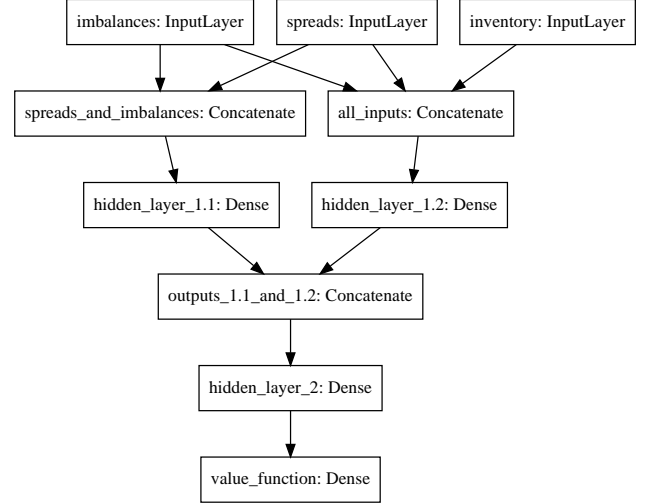 imbalances: InputLayer
spreads: InputLayer
inventory: InputLayer
spreads_and_imbalances: Concatenate
all_inputs: Concatenate
hidden_layer_1.1: Dense
hidden_layer_1.2: Dense
outputs_1.1_and_1.2: Concatenate
hidden_layer_2: Dense
value_function: Dense